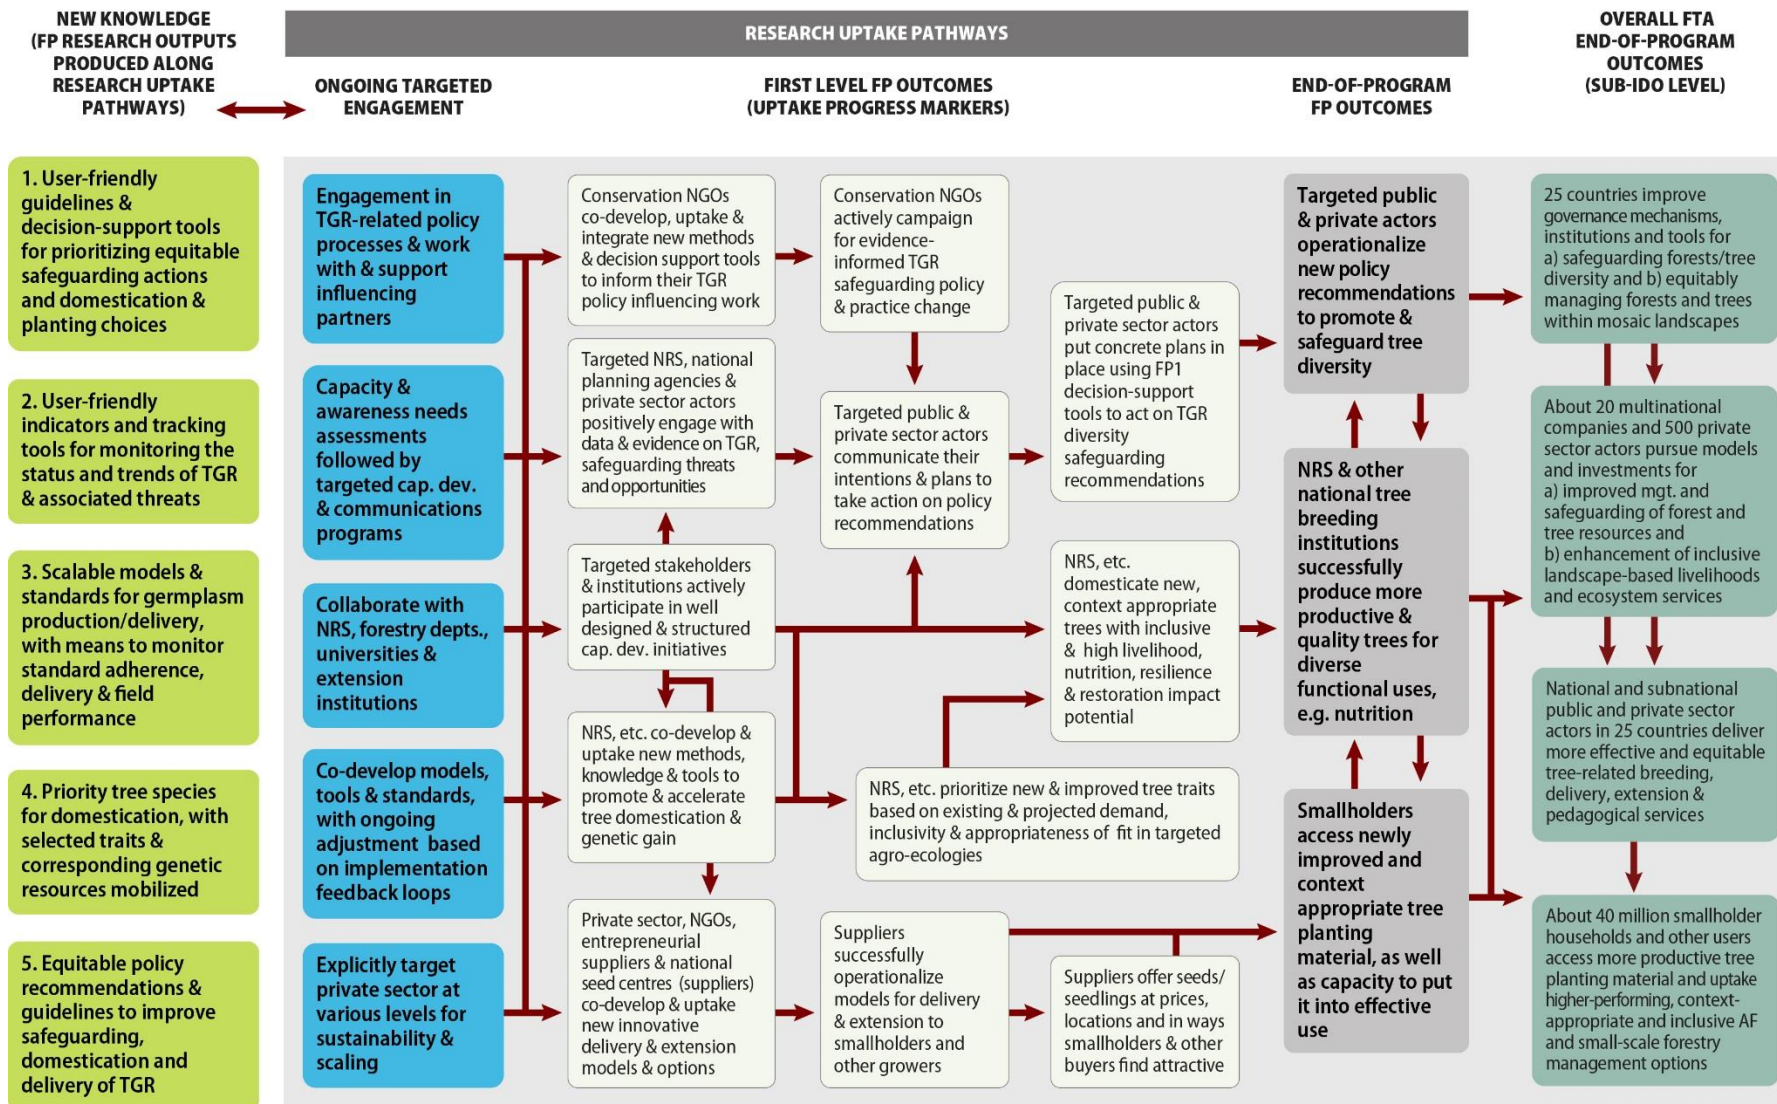 NEW KNOWLEDGE
(FP RESEARCH OUTPUTS
PRODUCED ALONG
RESEARCH UPTAKE
PATHWAYS)
RESEARCH UPTAKE PATHWAYS
ONGOING TARGETED
ENGAGEMENT
FIRST LEVEL FP OUTCOMES
(UPTAKE PROGRESS MARKERS)
END-OF-PROGRAM
FP OUTCOMES
OVERALL FTA
END-OF-PROGRAM
OUTCOMES
(SUB-IDO LEVEL)
1. User-friendly
guidelines &
decision-support tools
for prioritizing equitable
safeguarding actions
and domestication &
planting choices
2. User-friendly
indicators and tracking
tools for monitoring the
status and trends of TGR
& associated threats
3. Scalable models &
standards for germplasm
production/delivery,
with means to monitor
standard adherence,
delivery & field
performance
4. Priority tree species
for domestication, with
selected traits &
corresponding genetic
resources mobilized
5. Equitable policy
recommendations &
guidelines to improve
safeguarding,
domestication and
delivery of TGR
Engagement in
TGR-related policy
processes & work
with & support
influencing
partners
Capacity &
awareness needs
assessments
followed by
targeted cap. dev.
& communications
programs
Collaborate with
NRS, forestry depts.,
universities &
extension
institutions
Co-develop models,
tools & standards,
with ongoing
adjustment based
on implementation
feedback loops
Explicitly target
private sector at
various levels for
sustainability &
scaling
Conservation NGOs
co-develop, uptake &
integrate new methods
& decision support tools
to inform their TGR
policy influencing work
Targeted NRS, national
planning agencies &
private sector actors
positively engage with
data & evidence on TGR,
safeguarding threats
and opportunities
Targeted stakeholders
& institutions actively
participate in well
designed & structured
cap. dev. initiatives
NRS, etc. co-develop &
uptake new methods,
knowledge & tools to
promote & accelerate
tree domestication &
genetic gain
Private sector, NGOs,
entrepreneurial
suppliers & national
seed centres (suppliers)
co-develop & uptake
new innovative
delivery & extension
models & options
Conservation NGOs
actively campaign
for evidence-
informed TGR
safeguarding policy
& practice change
Targeted public &
private sector actors
communicate their
intentions & plans to
take action on policy
recommendations
NRS, etc. prioritize new & improved tree traits
based on existing & projected demand,
inclusivity & appropriateness of fit in targeted
agro-ecologies
Suppliers
successfully
operationalize
models for delivery
& extension to
smallholders and
other growers
Targeted public &
private sector actors
put concrete plans in
place using FP1
decision-support
tools to act on TGR
diversity
safeguarding
recommendations
NRS, etc.
domesticate new,
context appropriate
trees with inclusive
& high livelihood,
nutrition, resilience
& restoration impact
potential
Suppliers offer seeds/
seedlings at prices,
locations and in ways
smallholders & other
buyers find attractive
Targeted public
& private actors
operationalize
new policy
recommendations
to promote &
safeguard tree
diversity
NRS & other
national tree
breeding
institutions
successfully
produce more
productive &
quality trees for
diverse
functional uses,
e.g. nutrition
Smallholders
access newly
improved and
context
appropriate tree
planting
material, as well
as capacity to put
it into effective
use
25 countries improve
governance mechanisms,
institutions and tools for
a) safeguarding forests/tree
diversity and b) equitably
managing forests and trees
within mosaic landscapes
About 20 multinational
companies and 500 private
sector actors pursue models
and investments for
a) improved mgt. and
safeguarding of forest and
tree resources and
b) enhancement of inclusive
landscape-based livelihoods
and ecosystem services
National and subnational
public and private sector
actors in 25 countries deliver
more effective and equitable
tree-related breeding,
delivery, extension &
pedagogical services
About 40 million smallholder
households and other users
access more productive tree
planting material and uptake
higher-performing, context-
appropriate and inclusive AF
and small-scale forestry
management options